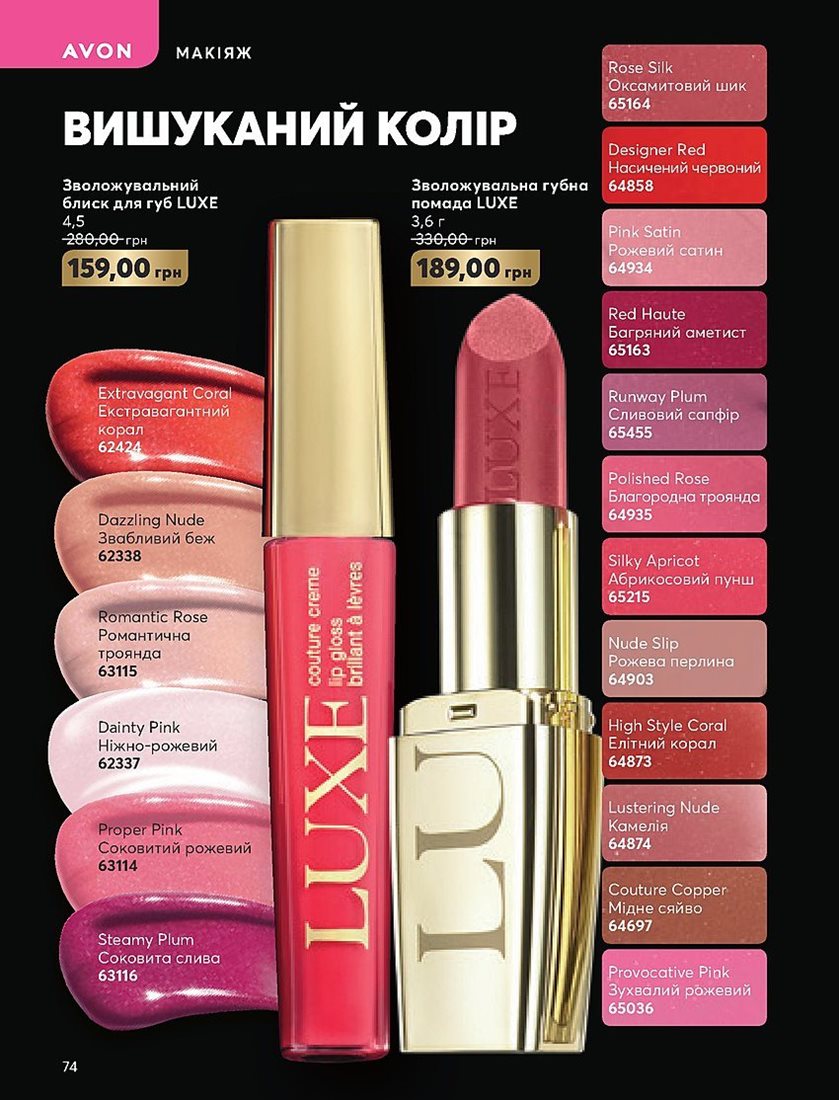 AVON
МАКІЯЖ
ВИШУКАНИЙ КОЛІР
Зволожувальний
блиск для губ LUXE
4,5
280,00 грн
159,00 грн
Зволожувальна губна
помада LUXE
3,6 г
330,00 грн
189,00 грн
Extravagant Coral
Екстравагантний
корал
62424
Dazzling Nude
Звабливий беж
62338
Romantic Rose
Романтична
троянда
63115
Dainty Pink
Ніжно-рожевий
62337
Proper Pink
Соковитий рожевий
63114
Steamy Plum
Соковита слива
63116
LUXE
couture creme
lip gloss
brillant à lèvres
LUXE
LU
Rose Silk
Оксамитовий шик
65164
Designer Red
Насичений червоний
64858
Pink Satin
Рожевий сатин
64934
Red Haute
Багряний аметист
65163
Runway Plum
Сливовий сапфір
65455
Polished Rose
Благородна троянда
64935
Silky Apricot
Абрикосовий пунш
65215
Nude Slip
Рожева перлина
64903
High Style Coral
Елітний корал
64873
Lustering Nude
Камелія
64874
Couture Copper
Мідне сяйво
64697
Provocative Pink
Зухвалий рожевий
65036
74